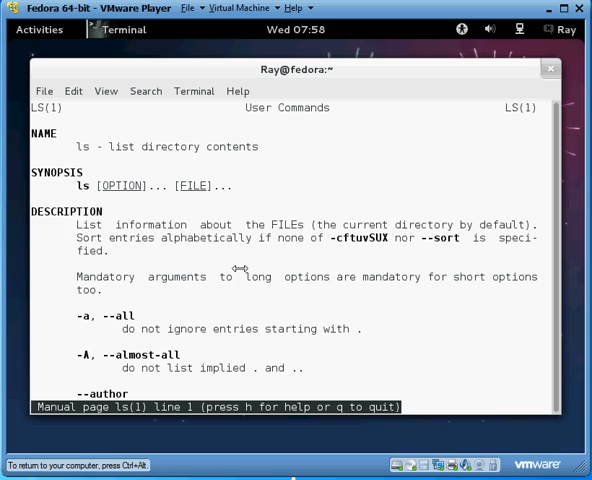 Fedora 64-bit - VMware Player File Virtual Machine Help
Activities Terminal Wed 07:58 Ray
Ray@fedora:~
File Edit View Search Terminal Help
LS(1) User Commands LS(1)
NAME
ls - list directory contents
SYNOPSIS
ls [OPTION]... [FILE]...
DESCRIPTION
List information about the FILEs (the current directory by default).
Sort entries alphabetically if none of -cftuvSUX nor --sort is speci-
fied.
Mandatory arguments to long options are mandatory for short options
too.
-a, --all
do not ignore entries starting with .
-A, --almost-all
do not list implied . and ..
--author
Manual page ls(1) line 1 (press h for help or q to quit)
To return to your computer, press Ctrl+Alt. vmware